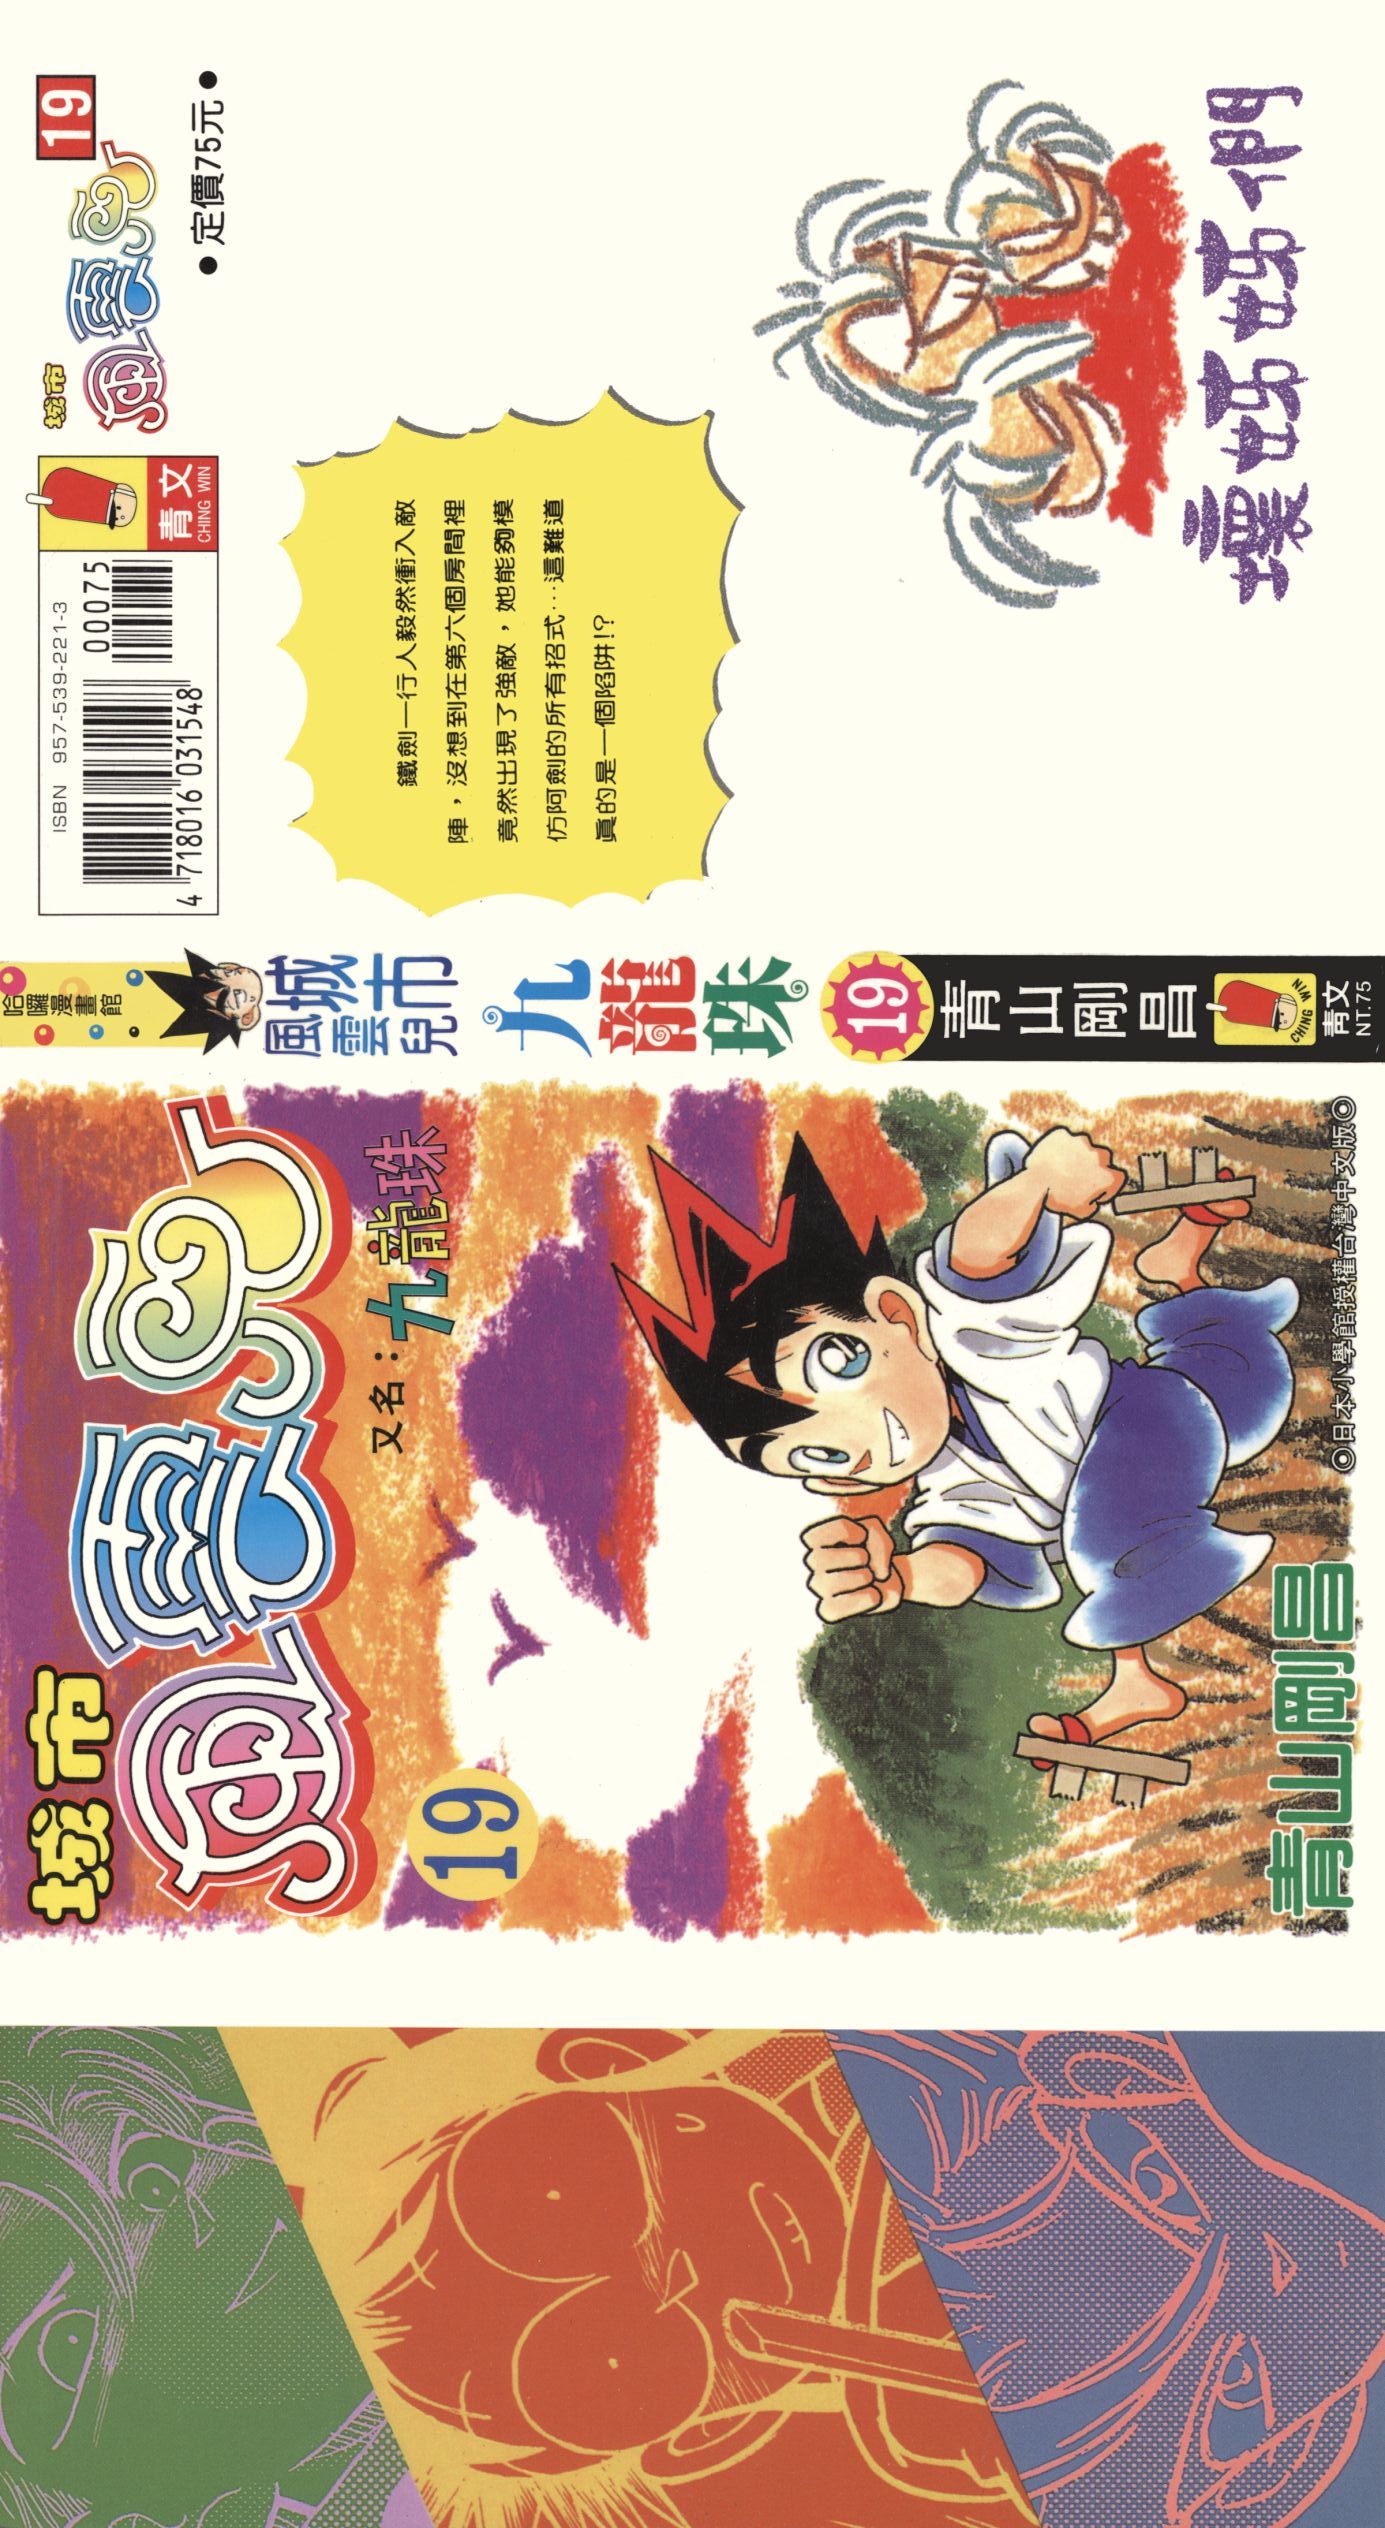 19
城市
風雲兒
●定價75元●
青文
CHING WIN
ISBN 957-539-221-3
00075
4 718016 031548
鐵劍一行人毅然衝入敵
陣，沒想到在第六個房間裡
竟然出現了強敵，她能夠模
仿阿劍的所有招式…這難道
眞的是一個陷阱!?
壞媽媽們
哈囉漫畫館
城市
風雲兒
九龍珠
19
青山剛昌
CHING WIN
青文
NT.75
城市
風雲兒
又名：九龍珠
19
◎日本小學館授權台灣中文版◎
青山剛昌